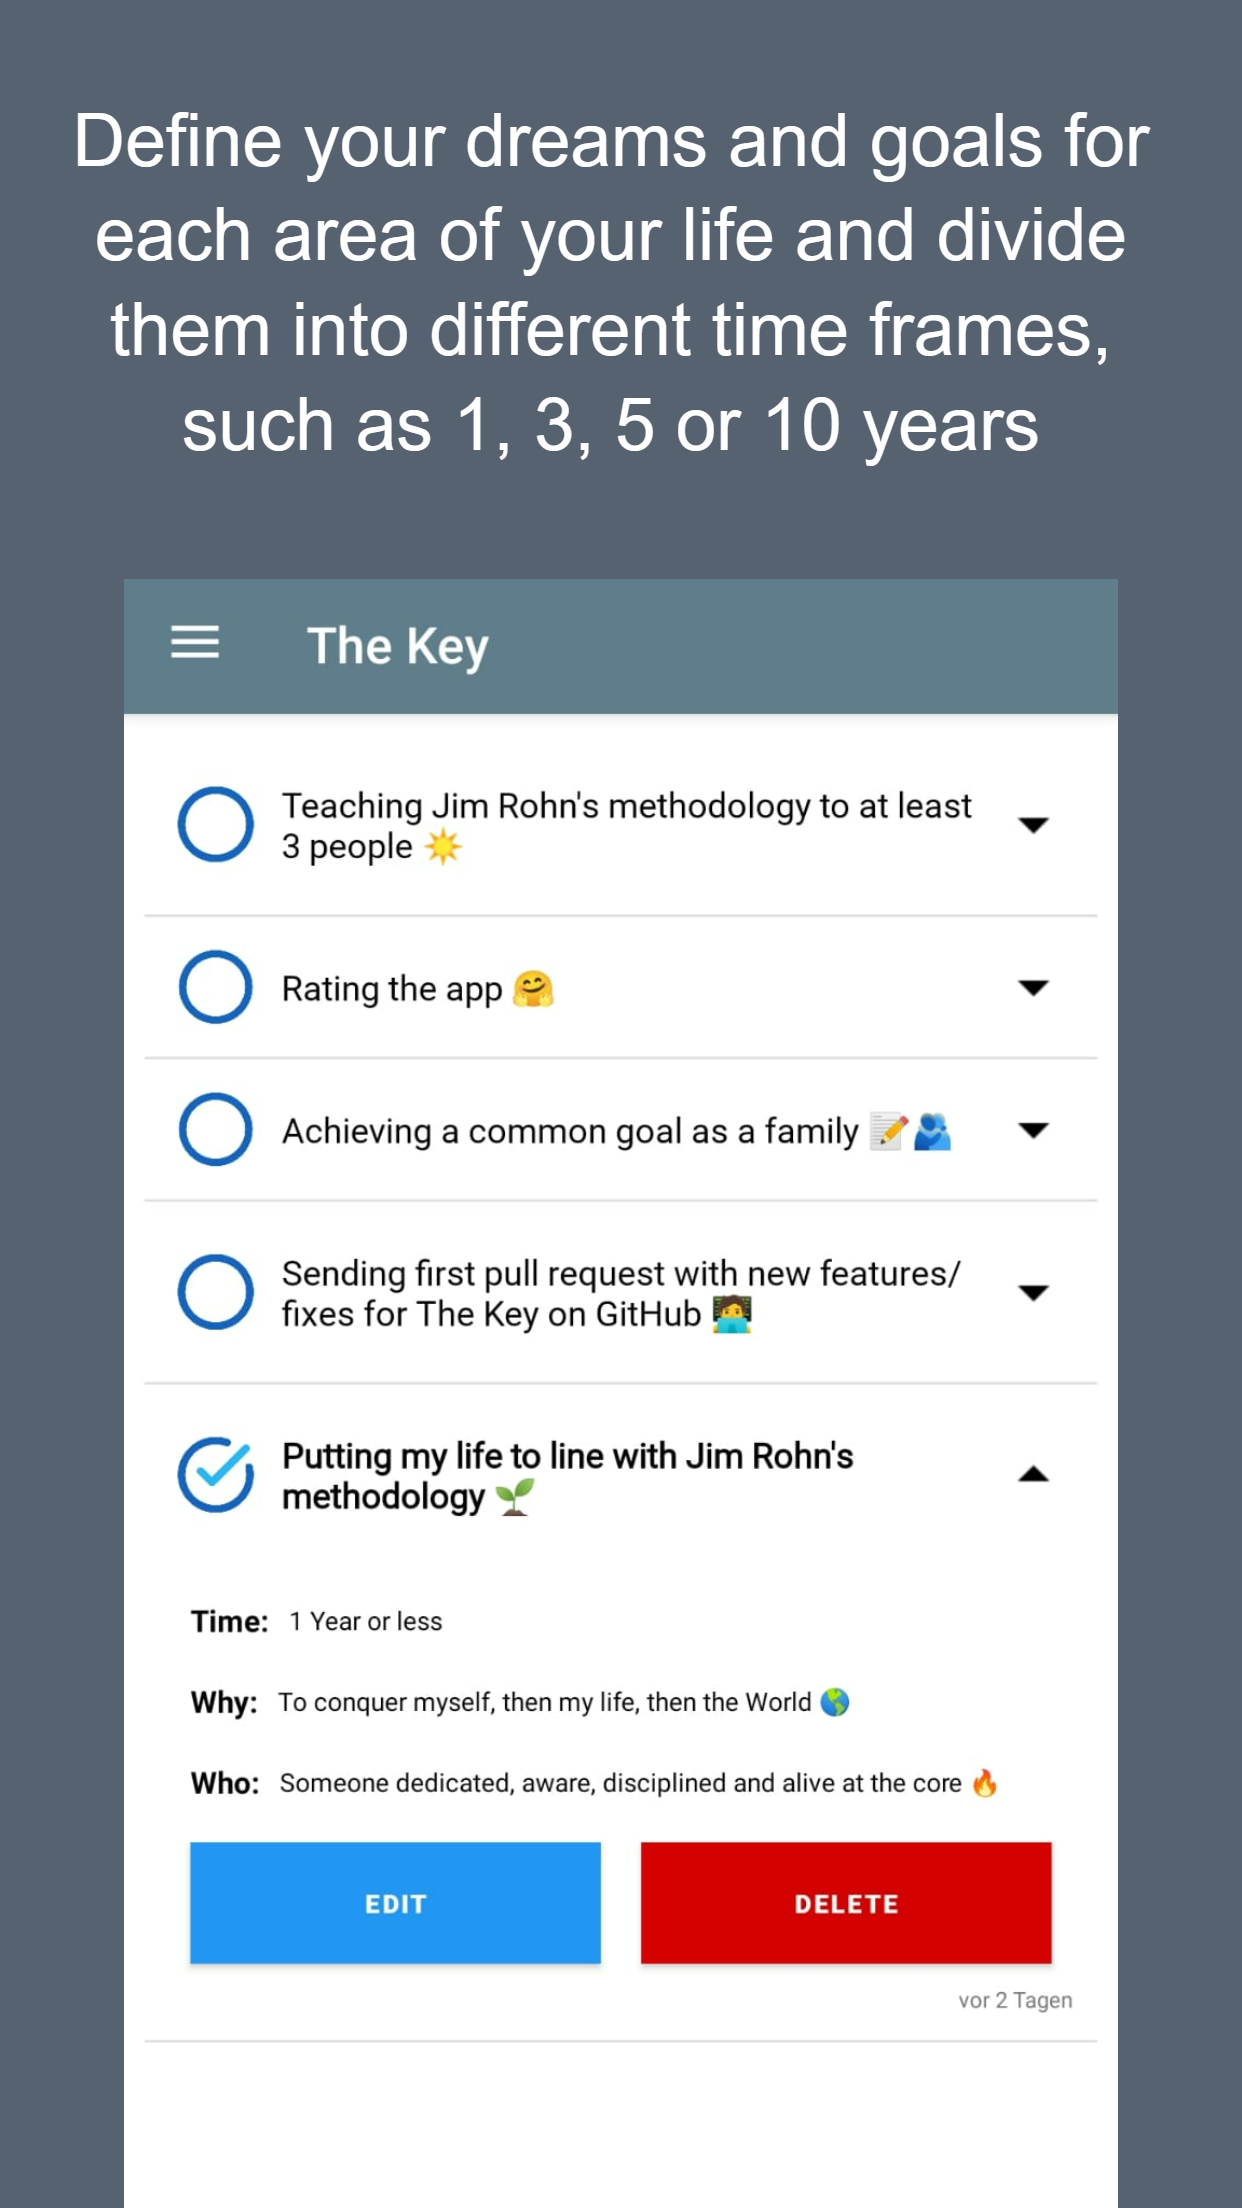 Define your dreams and goals for
each area of your life and divide
them into different time frames,
such as 1, 3, 5 or 10 years
The Key
Teaching Jim Rohn's methodology to at least
3 people ☀️
Rating the app 🤗
Achieving a common goal as a family 📝🫂
Sending first pull request with new features/
fixes for The Key on GitHub 🧑‍💻
Putting my life to line with Jim Rohn's
methodology 🌱
Time: 1 Year or less
Why: To conquer myself, then my life, then the World 🌎
Who: Someone dedicated, aware, disciplined and alive at the core 🔥
EDIT
DELETE
vor 2 Tagen